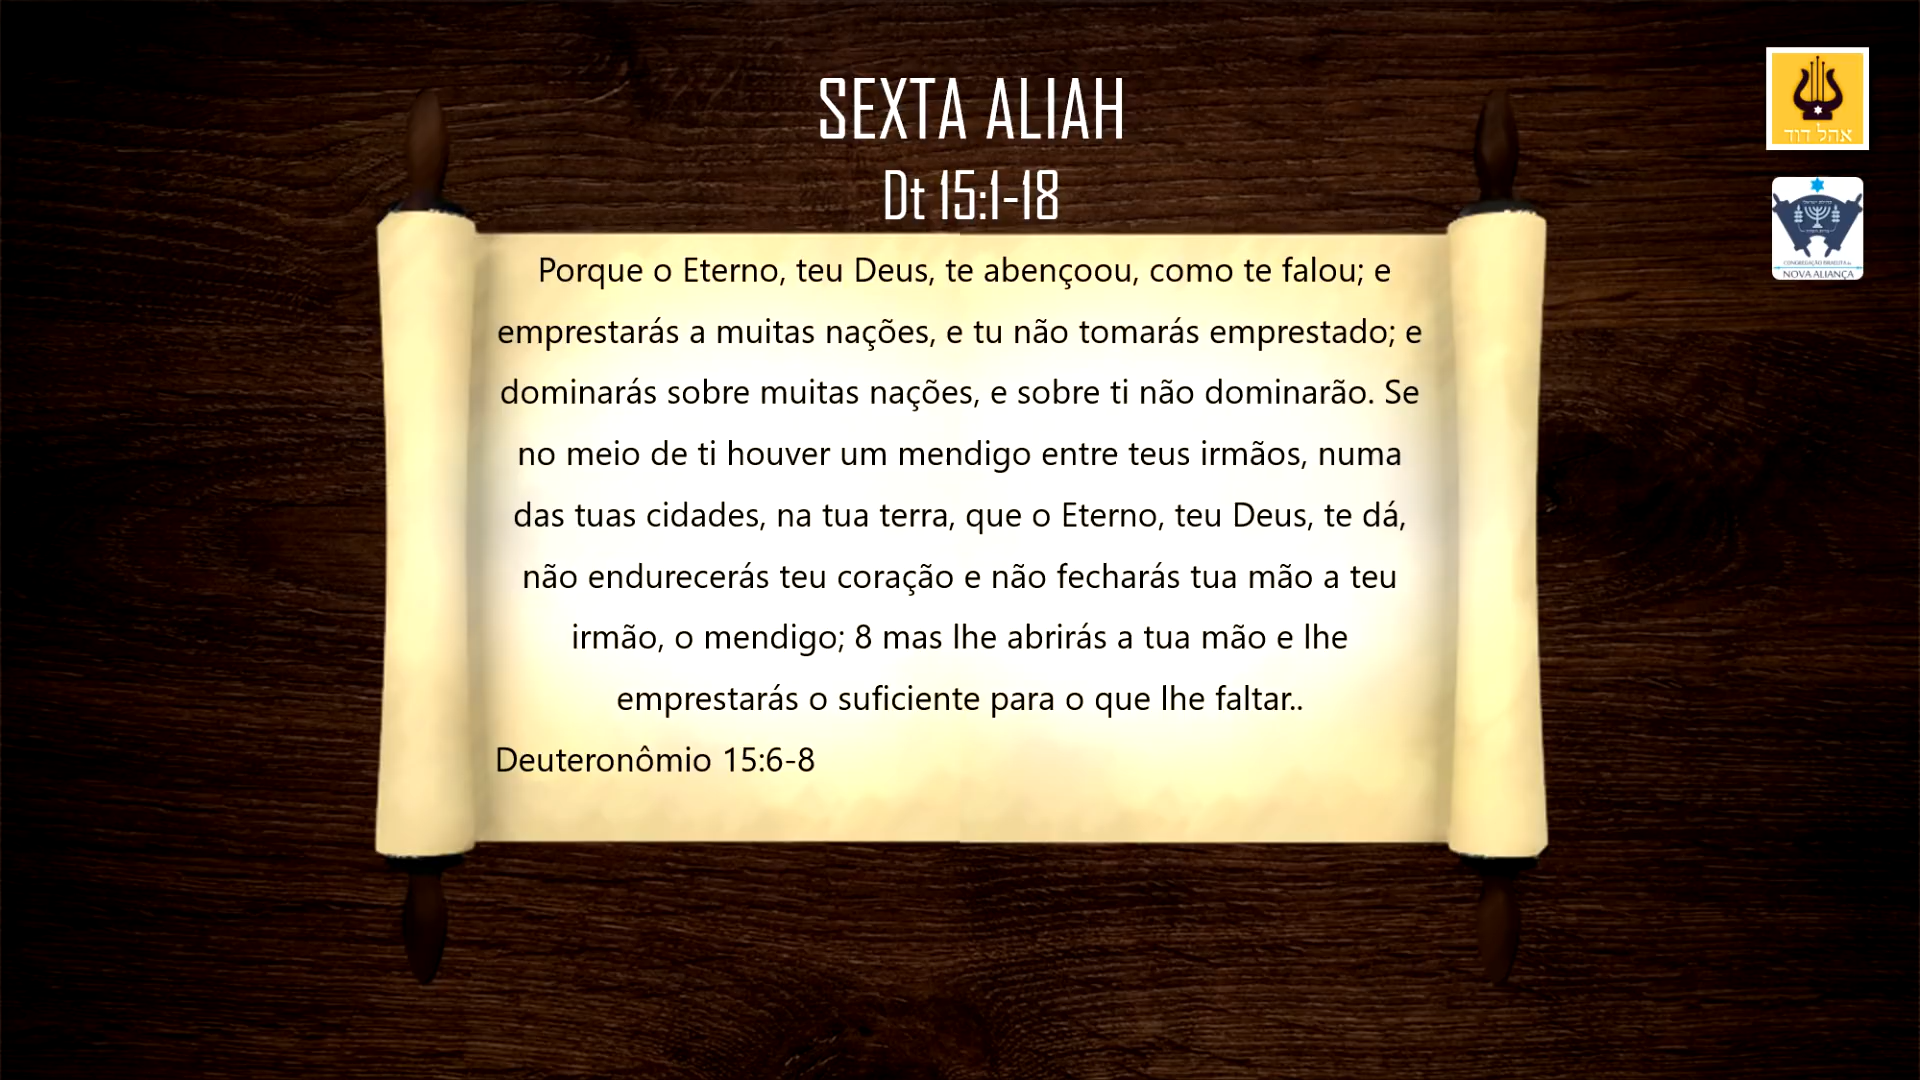 SEXTA ALIAH
Dt 15:1-18
אהל דוד
NOVA ALIANÇA
Porque o Eterno, teu Deus, te abençoou, como te falou; e
emprestarás a muitas nações, e tu não tomarás emprestado; e
dominarás sobre muitas nações, e sobre ti não dominarão. Se
no meio de ti houver um mendigo entre teus irmãos, numa
das tuas cidades, na tua terra, que o Eterno, teu Deus, te dá,
não endurecerás teu coração e não fecharás tua mão a teu
irmão, o mendigo; 8 mas lhe abrirás a tua mão e lhe
emprestarás o suficiente para o que lhe faltar..
Deuteronômio 15:6-8